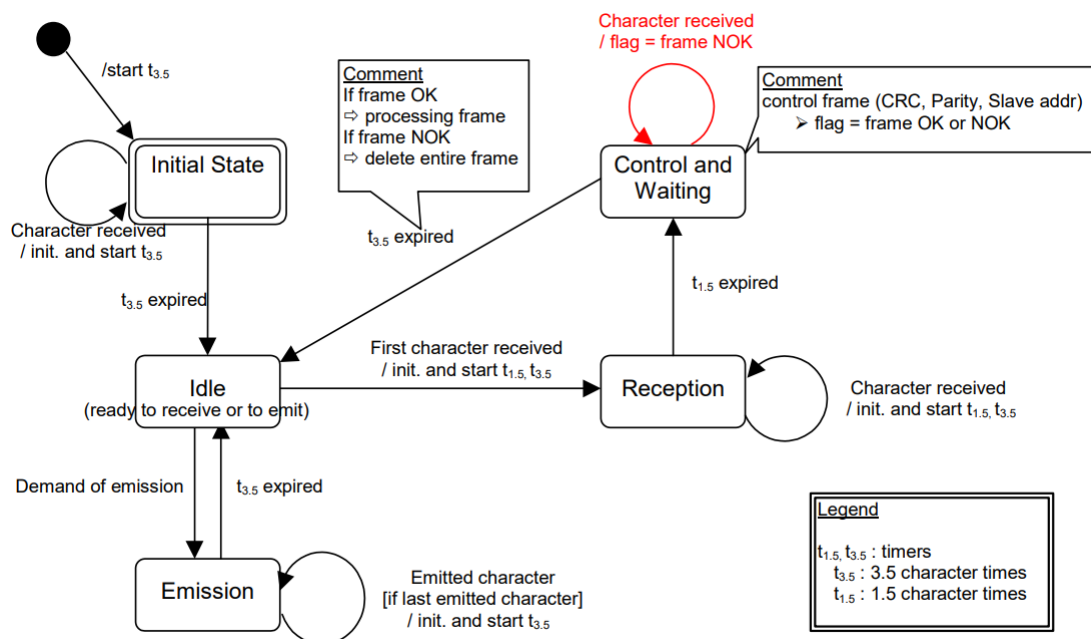 Character received
/ flag = frame NOK
/start t3.5
Comment
If frame OK
⇨ processing frame
If frame NOK
⇨ delete entire frame
Comment
control frame (CRC, Parity, Slave addr)
➢ flag = frame OK or NOK
Initial State
Control and
Waiting
Character received
/ init. and start t3.5
t3.5 expired
t1.5 expired
t3.5 expired
First character received
/ init. and start t1.5, t3.5
Idle
(ready to receive or to emit)
Reception
Character received
/ init. and start t1.5, t3.5
Demand of emission
t3.5 expired
Emission
Emitted character
[if last emitted character]
/ init. and start t3.5
Legend
t1.5, t3.5 : timers
t3.5 : 3.5 character times
t1.5 : 1.5 character times